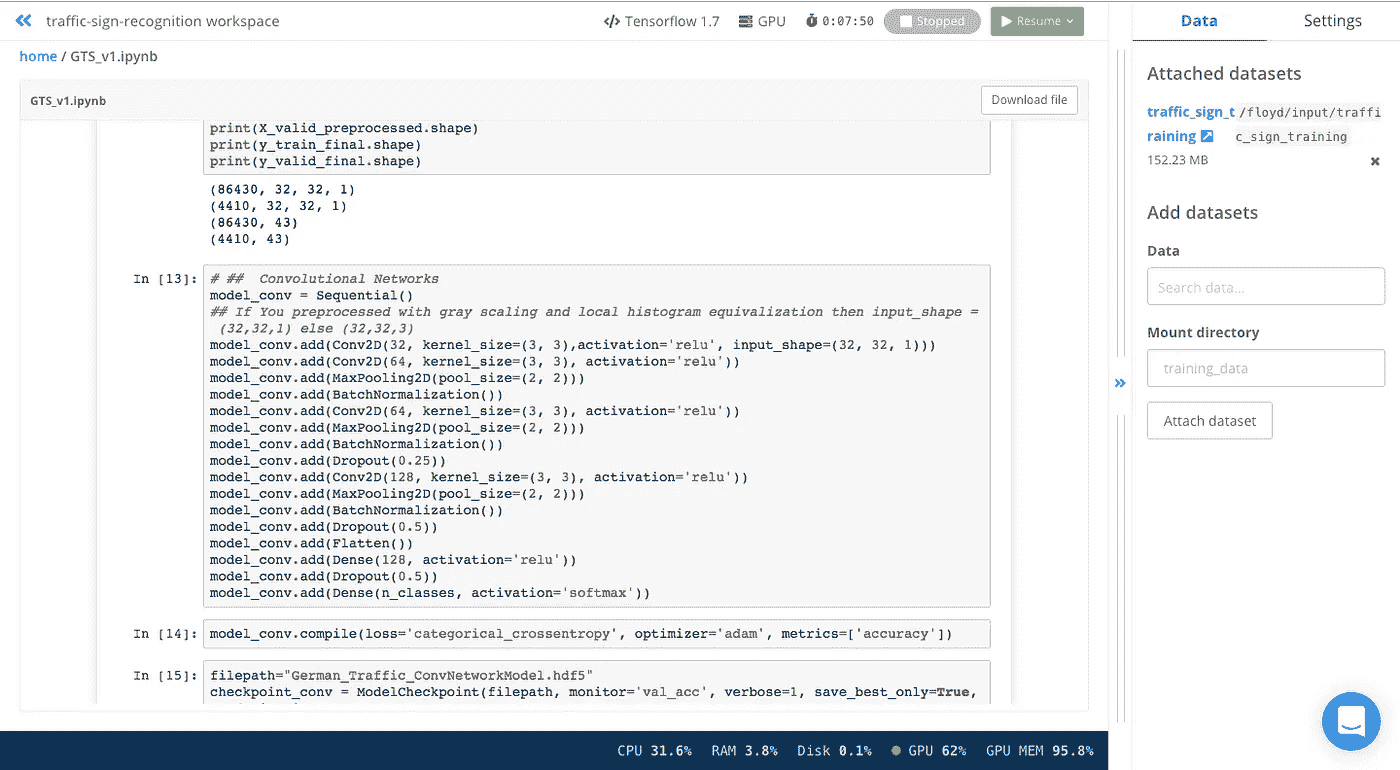 traffic-sign-recognition workspace
</> Tensorflow 1.7 GPU 0:07:50 Stopped Resume
home / GTS_v1.ipynb
GTS_v1.ipynb
Download file
print(X_valid_preprocessed.shape)
print(y_train_final.shape)
print(y_valid_final.shape)
(86430, 32, 32, 1)
(4410, 32, 32, 1)
(86430, 43)
(4410, 43)
In [13]:
# ##  Convolutional Networks
model_conv = Sequential()
## If You preprocessed with gray scaling and local histogram equivalization then input_shape =
(32,32,1) else (32,32,3)
model_conv.add(Conv2D(32, kernel_size=(3, 3),activation='relu', input_shape=(32, 32, 1)))
model_conv.add(Conv2D(64, kernel_size=(3, 3), activation='relu'))
model_conv.add(MaxPooling2D(pool_size=(2, 2)))
model_conv.add(BatchNormalization())
model_conv.add(Conv2D(64, kernel_size=(3, 3), activation='relu'))
model_conv.add(MaxPooling2D(pool_size=(2, 2)))
model_conv.add(BatchNormalization())
model_conv.add(Dropout(0.25))
model_conv.add(Conv2D(128, kernel_size=(3, 3), activation='relu'))
model_conv.add(MaxPooling2D(pool_size=(2, 2)))
model_conv.add(BatchNormalization())
model_conv.add(Dropout(0.5))
model_conv.add(Flatten())
model_conv.add(Dense(128, activation='relu'))
model_conv.add(Dropout(0.5))
model_conv.add(Dense(n_classes, activation='softmax'))
In [14]:
model_conv.compile(loss='categorical_crossentropy', optimizer='adam', metrics=['accuracy'])
In [15]:
filepath="German_Traffic_ConvNetworkModel.hdf5"
checkpoint_conv = ModelCheckpoint(filepath, monitor='val_acc', verbose=1, save_best_only=True,
CPU 31.6% RAM 3.8% Disk 0.1% GPU 62% GPU MEM 95.8%
Data Settings
Attached datasets
traffic_sign_t /floyd/input/traffi
raining c_sign_training
152.23 MB
Add datasets
Data
Search data...
Mount directory
training_data
Attach dataset